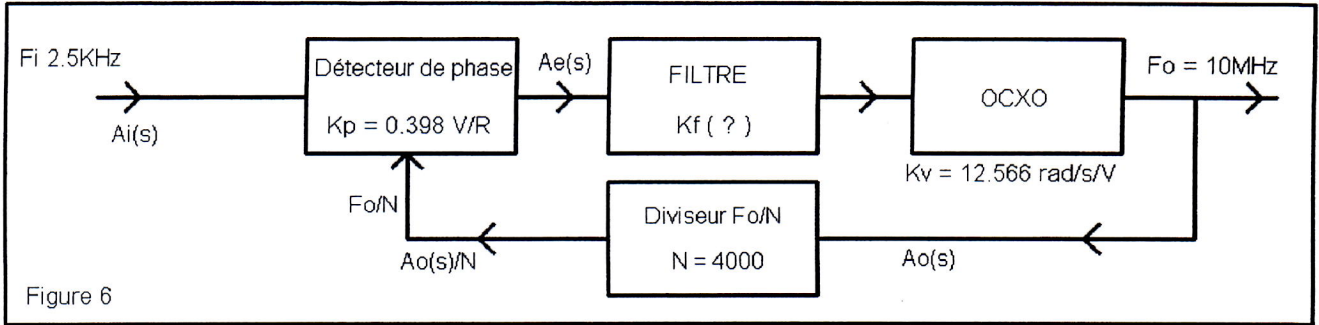 Fi 2.5KHz
Ai(s)
Détecteur de phase
Kp = 0.398 V/R
Ae(s)
FILTRE
Kf ( ? )
OCXO
Kv = 12.566 rad/s/V
Fo = 10MHz
Fo/N
Ao(s)/N
Diviseur Fo/N
N = 4000
Ao(s)
Figure 6